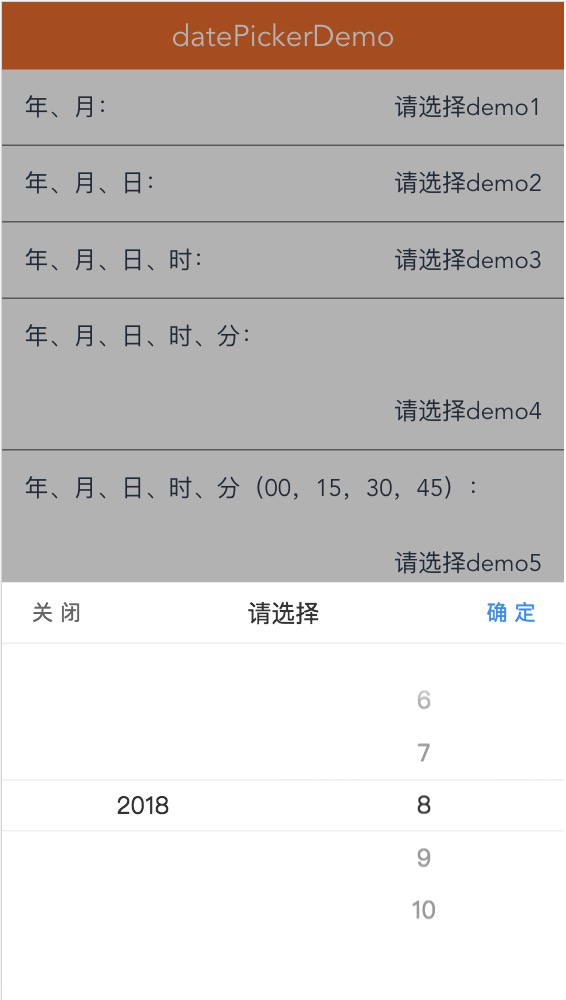 datePickerDemo
年、月： 请选择demo1
年、月、日： 请选择demo2
年、月、日、时： 请选择demo3
年、月、日、时、分：
请选择demo4
年、月、日、时、分（00，15，30，45）：
请选择demo5
关 闭 请选择 确 定
6
7
2018 8
9
10